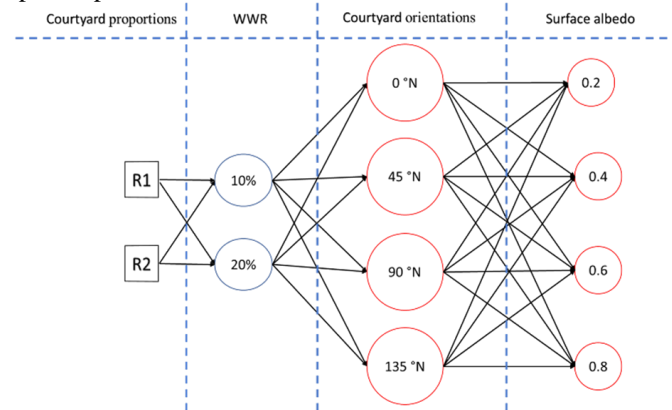 Courtyard proportions WWR Courtyard orientations Surface albedo
0 °N 0.2
R1 10% 45 °N 0.4
R2 20% 90 °N 0.6
135 °N 0.8